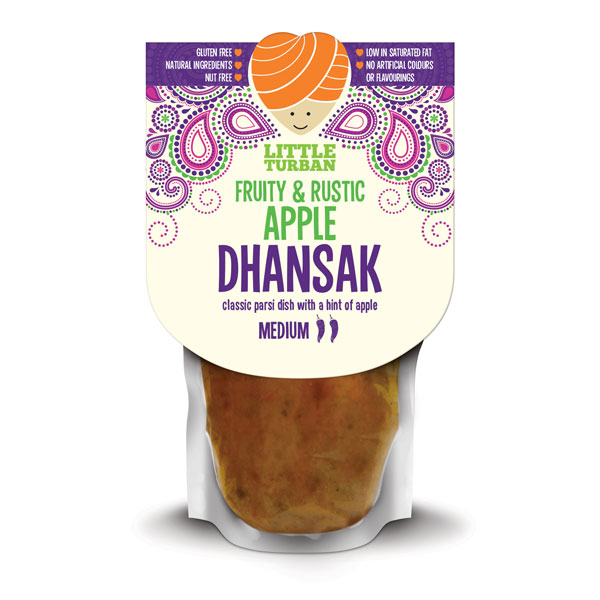 GLUTEN FREE
NATURAL INGREDIENTS
NUT FREE
LOW IN SATURATED FAT
NO ARTIFICIAL COLOURS
OR FLAVOURINGS
LITTLE
TURBAN
FRUITY & RUSTIC
APPLE
DHANSAK
classic parsi dish with a hint of apple
MEDIUM